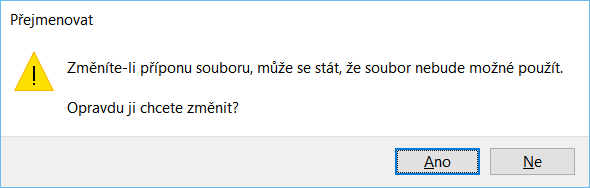 Přejmenovat
Změníte-li příponu souboru, může se stát, že soubor nebude možné použít.
Opravdu ji chcete změnit?
Ano
Ne